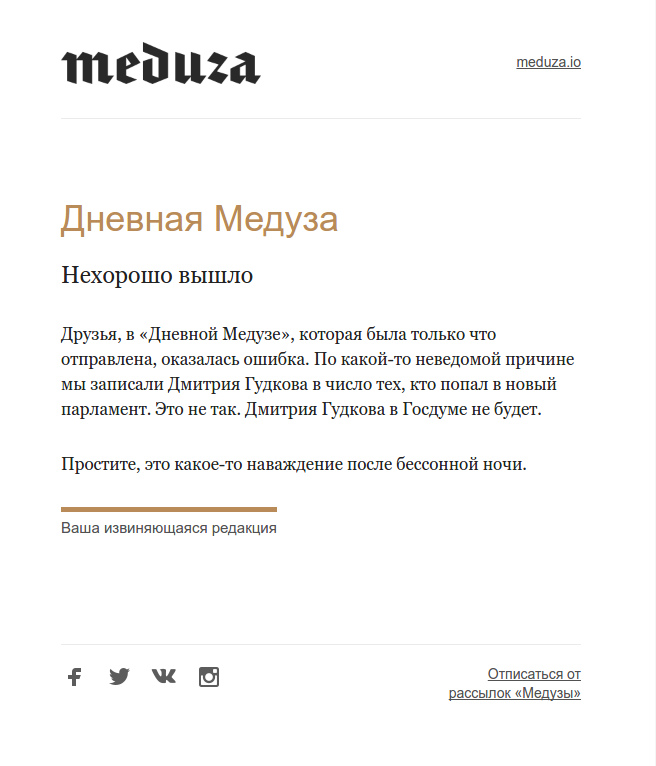 meduza
meduza.io
Дневная Медуза
Нехорошо вышло
Друзья, в «Дневной Медузе», которая была только что
отправлена, оказалась ошибка. По какой-то неведомой причине
мы записали Дмитрия Гудкова в число тех, кто попал в новый
парламент. Это не так. Дмитрия Гудкова в Госдуме не будет.
Простите, это какое-то наваждение после бессонной ночи.
Ваша извиняющаяся редакция
Отписаться от
рассылок «Медузы»